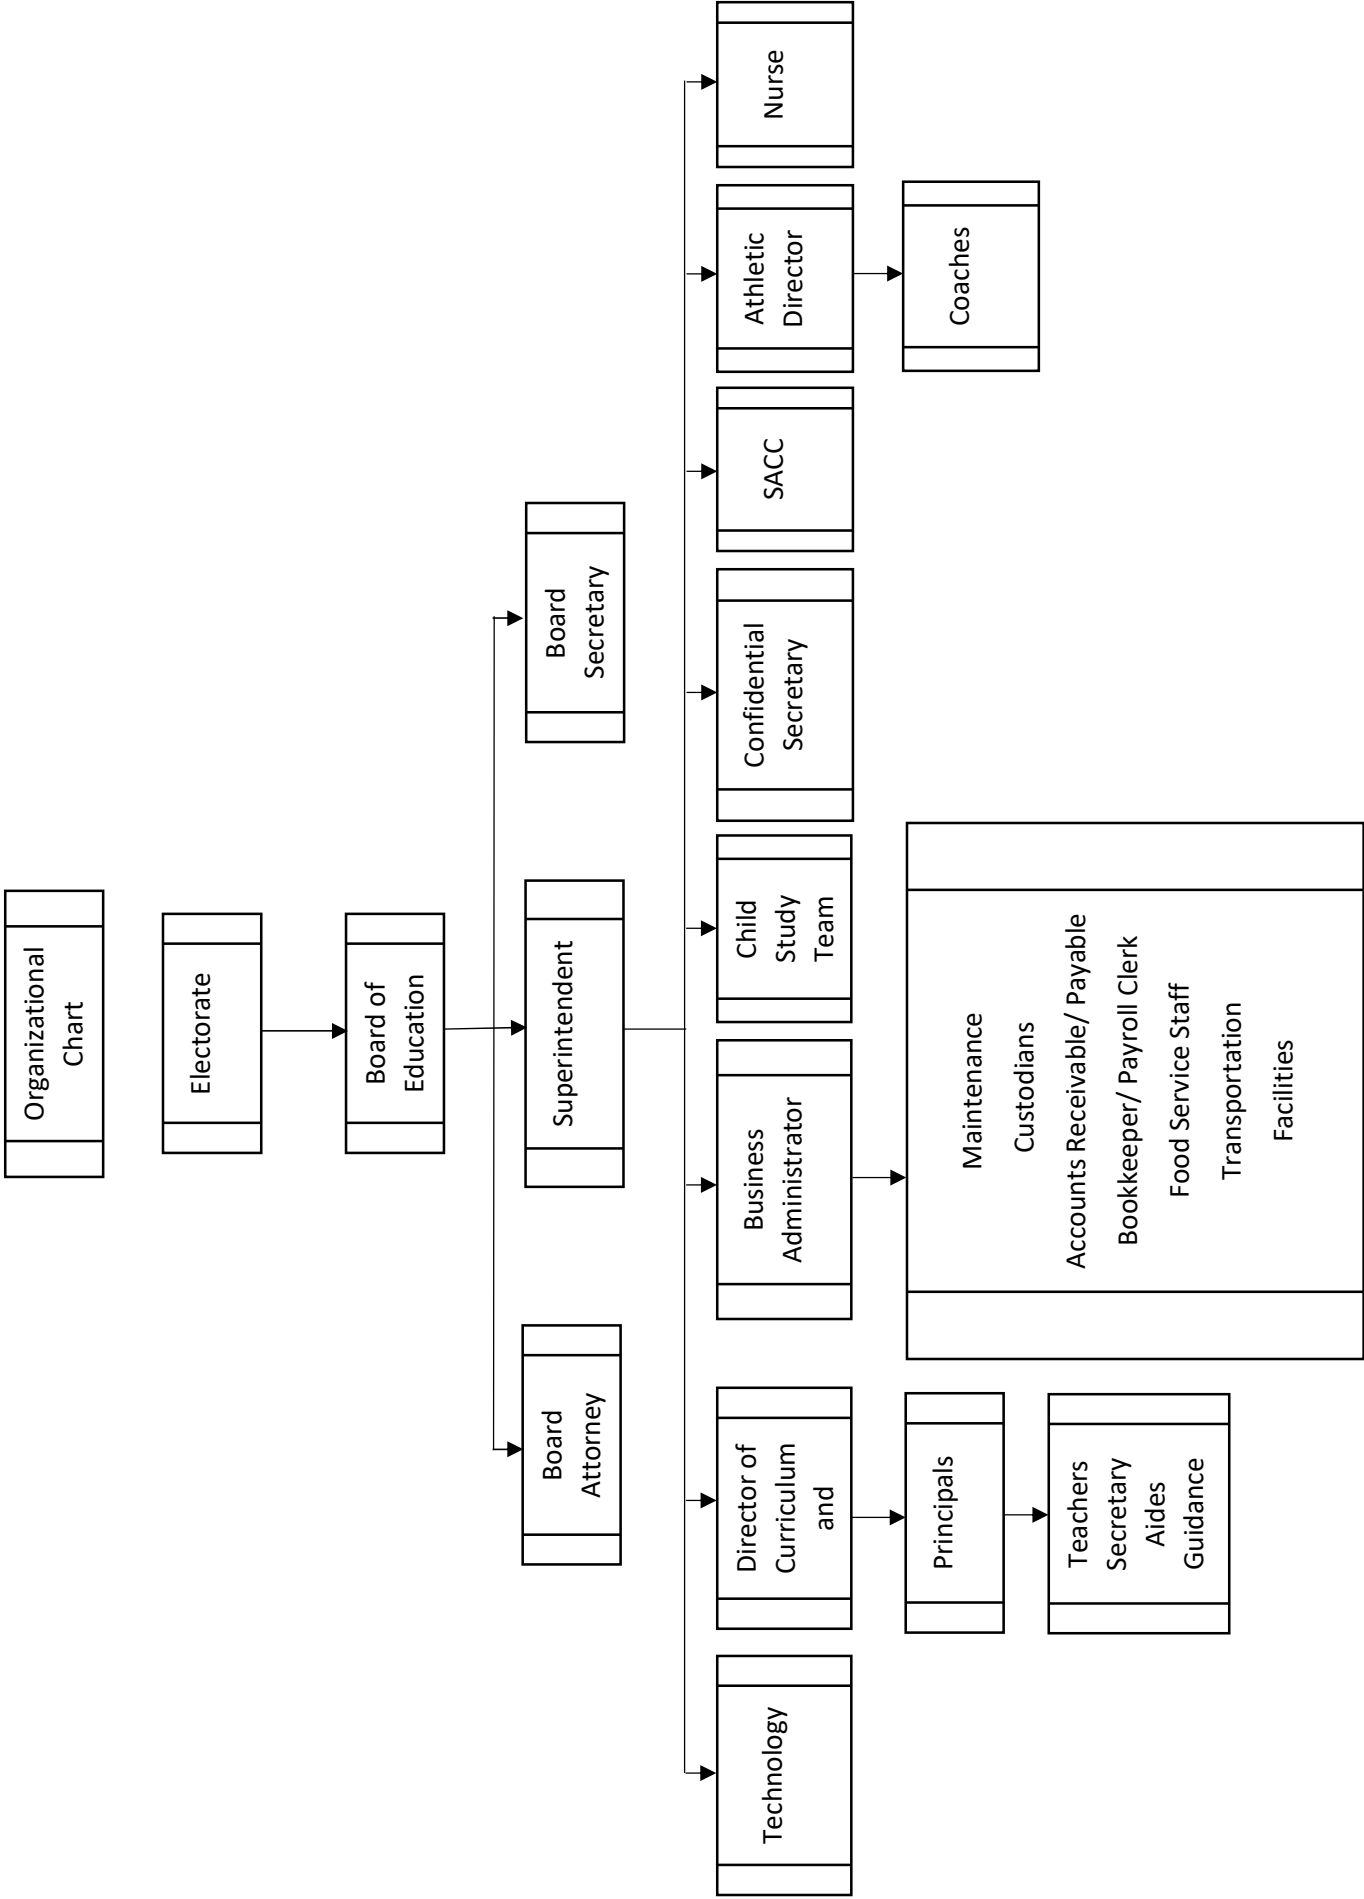 Organizational
Chart
Electorate
Board of
Education
Board
Attorney
Superintendent
Board
Secretary
Technology
Director of
Curriculum
and
Business
Administrator
Child
Study
Team
Confidential
Secretary
SACC
Athletic
Director
Nurse
Principals
Teachers
Secretary
Aides
Guidance
Maintenance
Custodians
Accounts Receivable/ Payable
Bookkeeper/ Payroll Clerk
Food Service Staff
Transportation
Facilities
Coaches